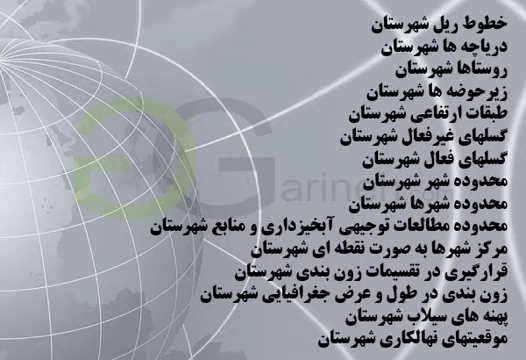 خطوط ریل شهرستان
دریاچه ها شهرستان
روستاها شهرستان
زیرحوضه ها شهرستان
طبقات ارتفاعی شهرستان
گسلهای غیرفعال شهرستان
گسلهای فعال شهرستان
محدوده شهر شهرستان
محدوده شهرها شهرستان
محدوده مطالعات توجیهی آبخیزداری و منابع شهرستان
مرکز شهرها به صورت نقطه ای شهرستان
قرارگیری در تقسیمات زون بندی شهرستان
زون بندی در طول و عرض جغرافیایی شهرستان
پهنه های سیلاب شهرستان
موقعیتهای نهالکاری شهرستان